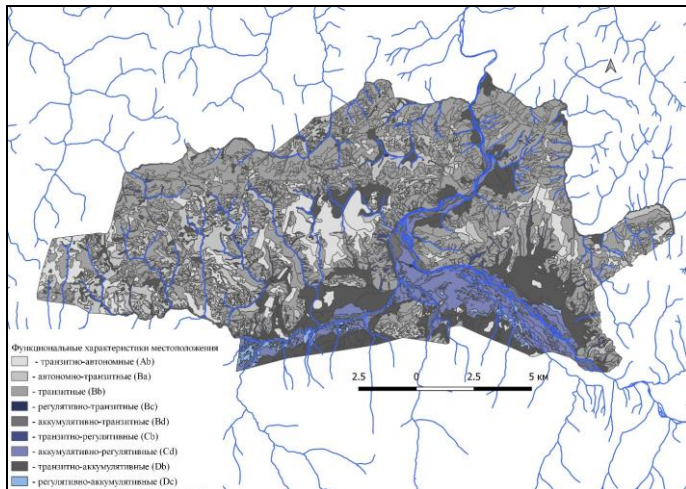 Функциональные характеристики местоположения
- транзитно-автономные (Ab)
- автономно-транзитные (Ba)
- транзитные (Bb)
- регулятивно-транзитные (Bc)
- аккумулятивно-транзитные (Bd)
- транзитно-регулятивные (Cb)
- аккумулятивно-регулятивные (Cd)
- транзитно-аккумулятивные (Db)
- регулятивно-аккумулятивные (Dc)
2.5 0 2.5 5 км